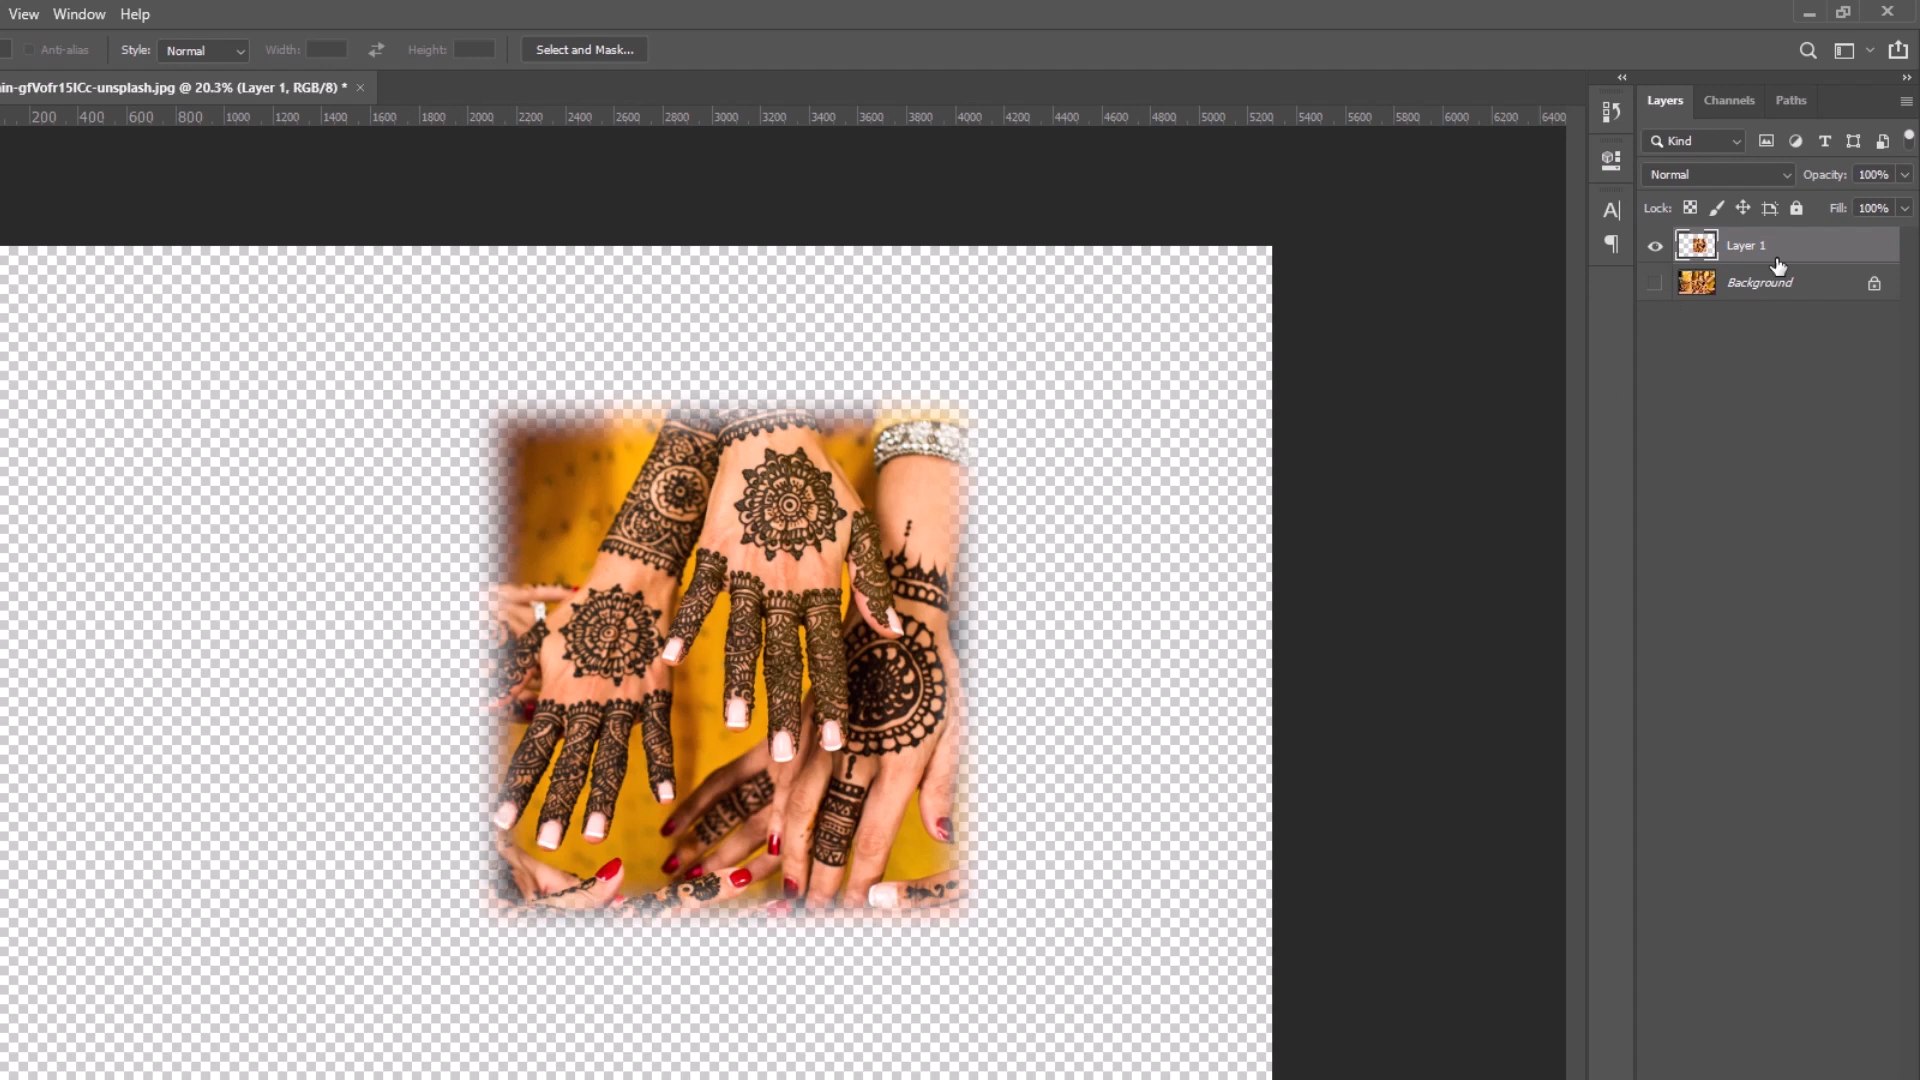 View Window Help
Anti-alias Style: Normal Width: Height: Select and Mask...
in-gfVofr15ICc-unsplash.jpg @ 20.3% (Layer 1, RGB/8) *
200 400 600 800 1000 1200 1400 1600 1800 2000 2200 2400 2600 2800 3000 3200 3400 3600 3800 4000 4200 4400 4600 4800 5000 5200 5400 5600 5800 6000 6200 6400
Layers Channels Paths
Kind
Normal Opacity: 100%
Lock: Fill: 100%
Layer 1
Background